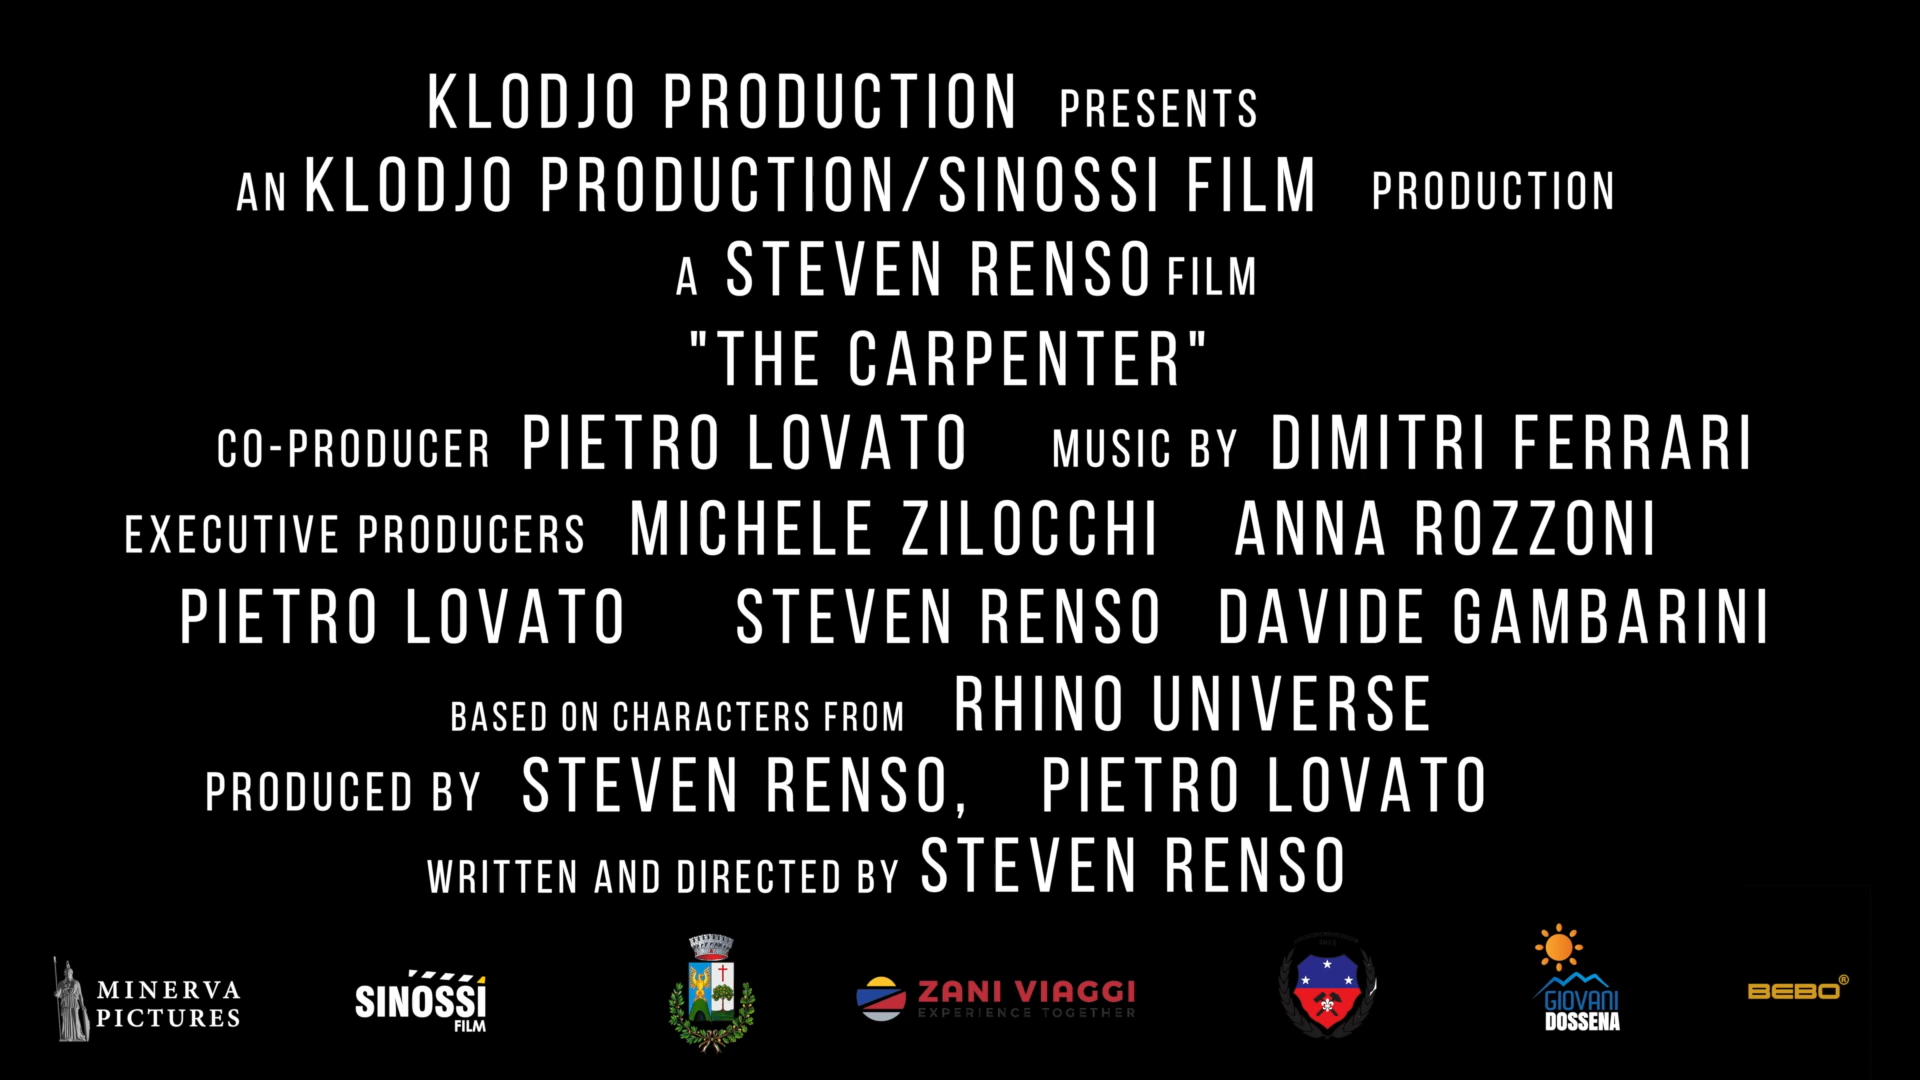 KLODJO PRODUCTION PRESENTS
AN KLODJO PRODUCTION/SINOSSI FILM PRODUCTION
A STEVEN RENSO FILM
"THE CARPENTER"
CO-PRODUCER PIETRO LOVATO MUSIC BY DIMITRI FERRARI
EXECUTIVE PRODUCERS MICHELE ZILOCCHI ANNA ROZZONI
PIETRO LOVATO STEVEN RENSO DAVIDE GAMBARINI
BASED ON CHARACTERS FROM RHINO UNIVERSE
PRODUCED BY STEVEN RENSO, PIETRO LOVATO
WRITTEN AND DIRECTED BY STEVEN RENSO
MINERVA
PICTURES
SINOSSI
FILM
ZANI VIAGGI
EXPERIENCE TOGETHER
GIOVANI
DOSSENA
BEBO®